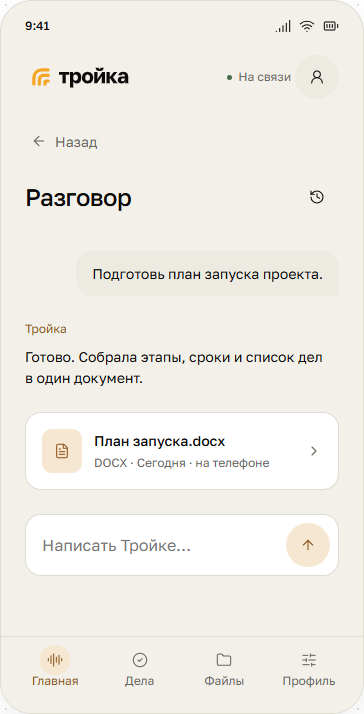 9:41
тройка
На связи
Назад
Разговор
Подготовь план запуска проекта.
Тройка
Готово. Собрала этапы, сроки и список дел
в один документ.
План запуска.docx
DOCX · Сегодня · на телефоне
Написать Тройке...
Главная
Дела
Файлы
Профиль